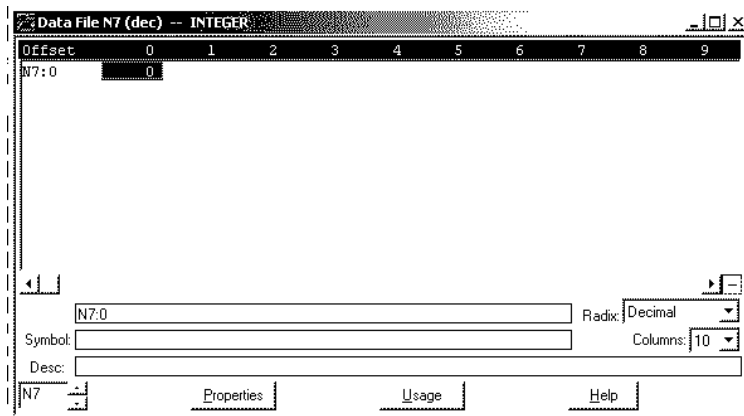 Data File N7 (dec) -- INTEGER
Offset 0 1 2 3 4 5 6 7 8 9
N7:0 0
N7:0 Radix: Decimal
Symbol: Columns: 10
Desc:
N7 Properties Usage Help